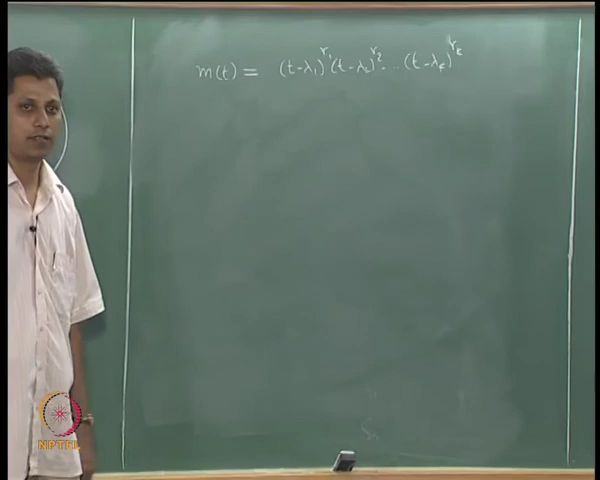 m(t) = (t-λ₁)^r₁ (t-λ₂)^r₂ ... (t-λₖ)^rₖ
NPTEL